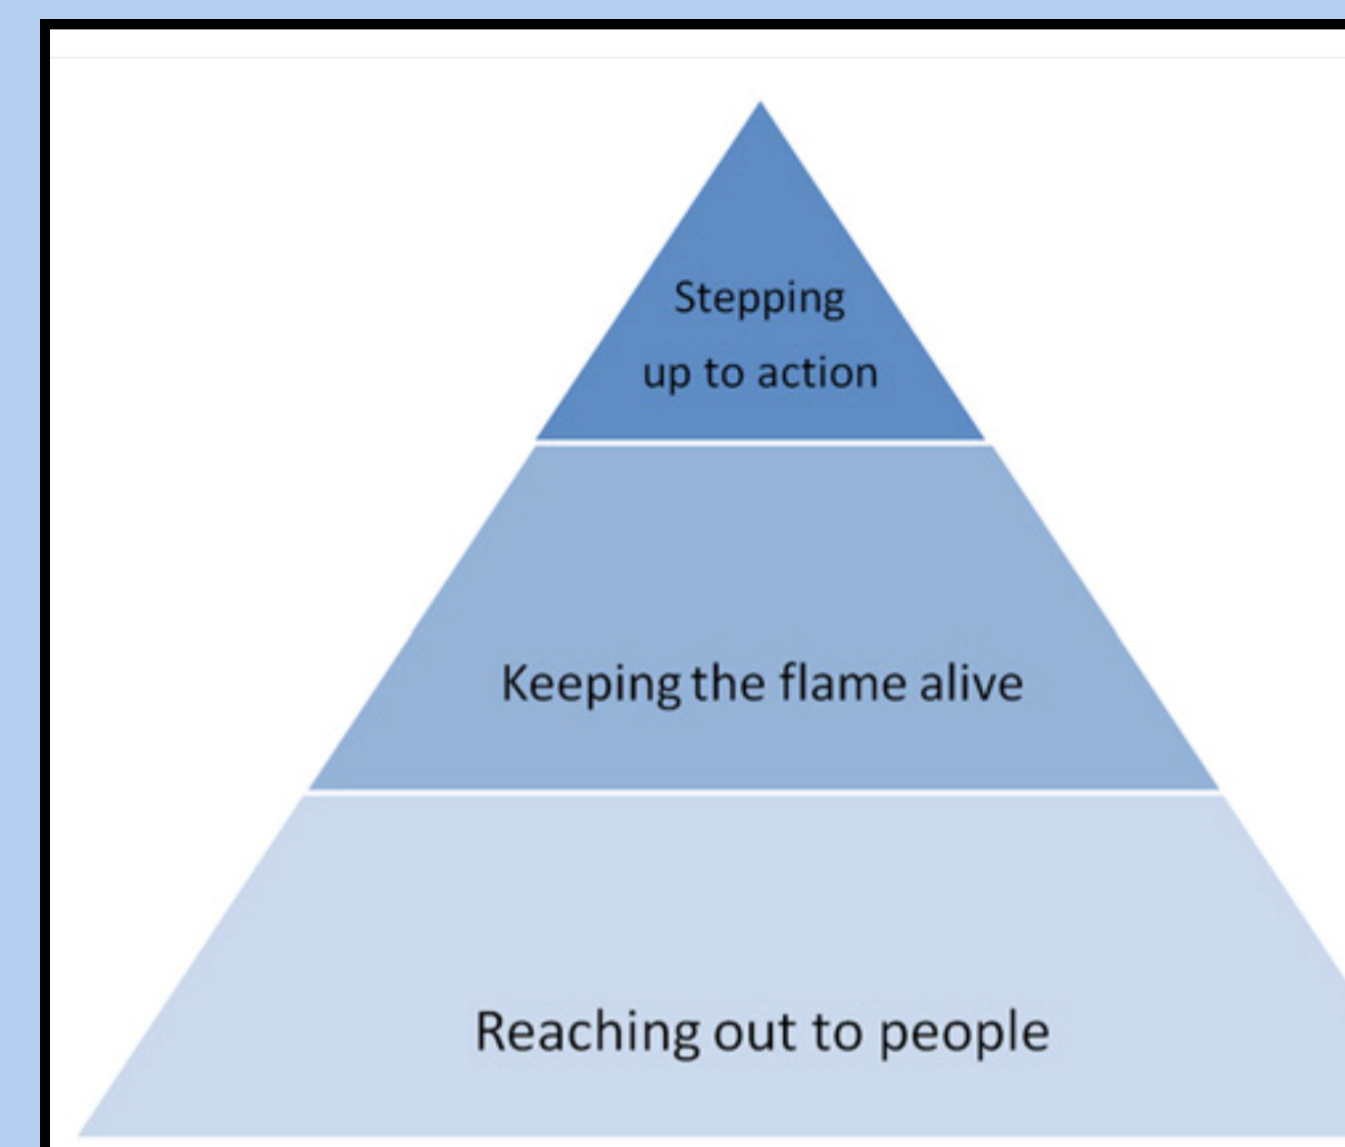 Stepping
up to action
Keeping the flame alive
Reaching out to people